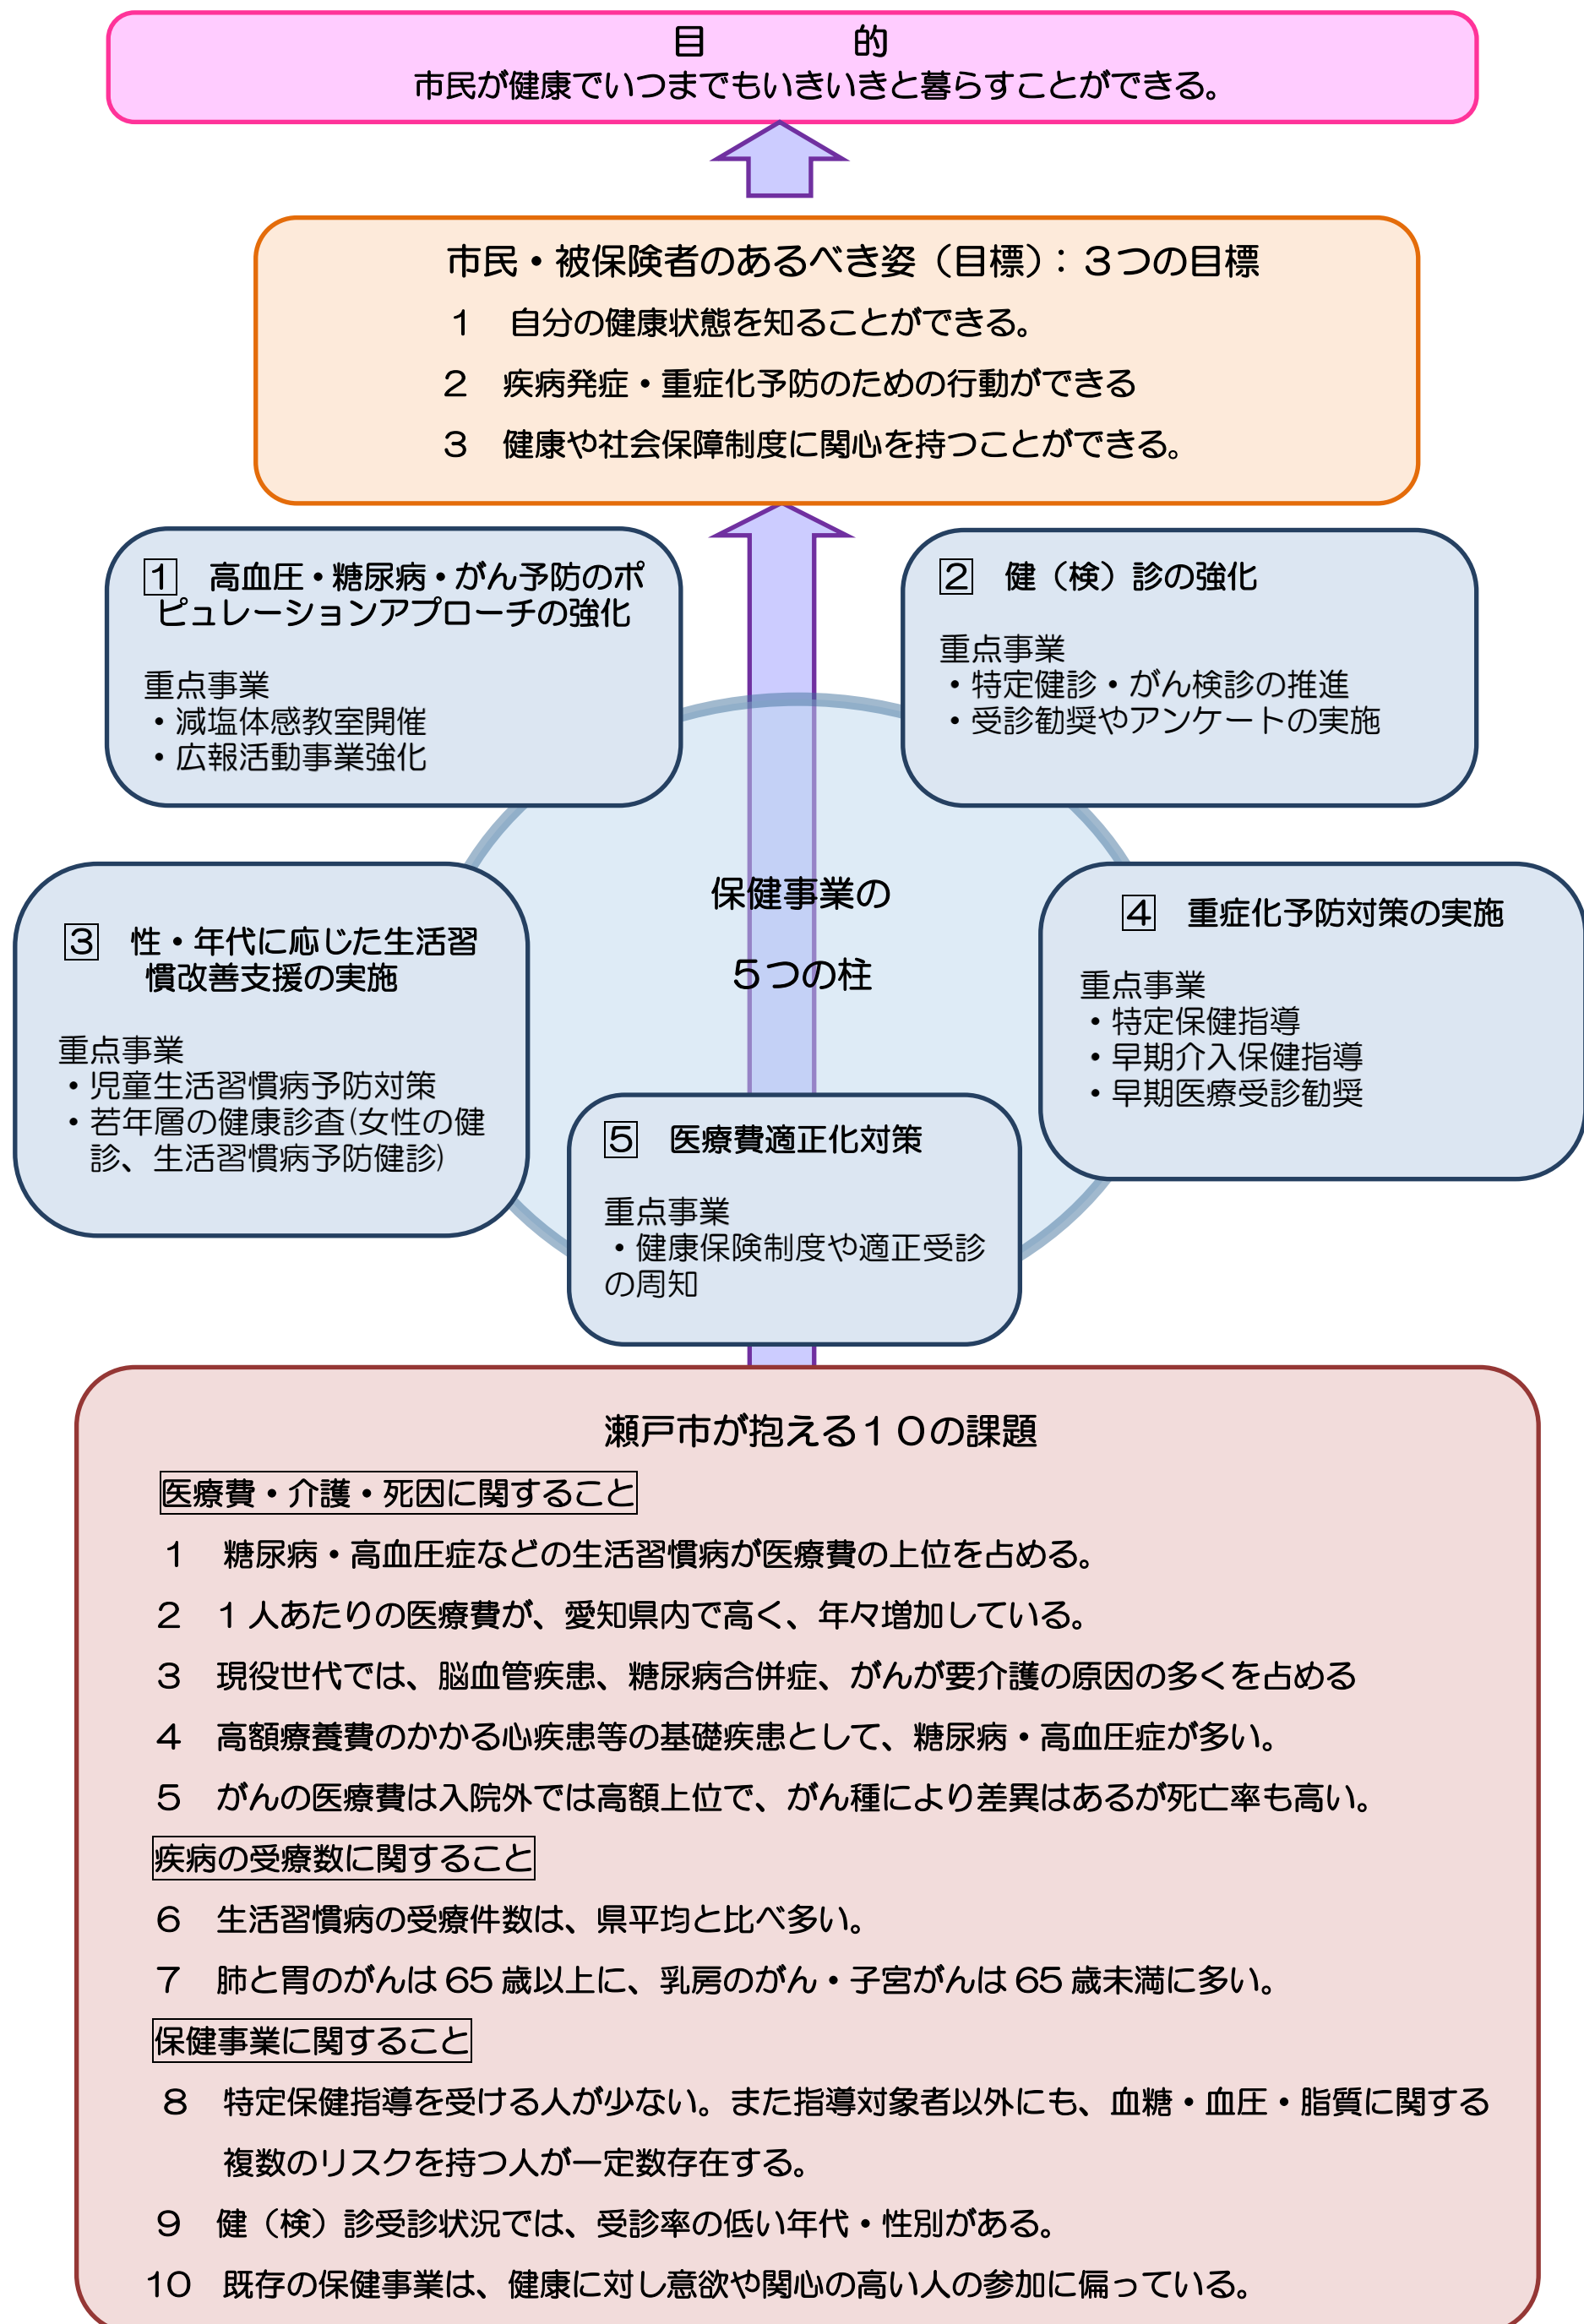 目　　　　的
市民が健康でいつまでもいきいきと暮らすことができる。
市民・被保険者のあるべき姿（目標）：３つの目標
１　自分の健康状態を知ることができる。
２　疾病発症・重症化予防のための行動ができる
３　健康や社会保障制度に関心を持つことができる。
１　高血圧・糖尿病・がん予防のポ
ピュレーションアプローチの強化
重点事業
・減塩体感教室開催
・広報活動事業強化
２　健（検）診の強化
重点事業
・特定健診・がん検診の推進
・受診勧奨やアンケートの実施
保健事業の
５つの柱
３　性・年代に応じた生活習
慣改善支援の実施
重点事業
・児童生活習慣病予防対策
・若年層の健康診査(女性の健
診、生活習慣病予防健診)
４　重症化予防対策の実施
重点事業
・特定保健指導
・早期介入保健指導
・早期医療受診勧奨
５　医療費適正化対策
重点事業
・健康保険制度や適正受診
の周知
瀬戸市が抱える１０の課題
医療費・介護・死因に関すること
１　糖尿病・高血圧症などの生活習慣病が医療費の上位を占める。
２　1 人あたりの医療費が、愛知県内で高く、年々増加している。
３　現役世代では、脳血管疾患、糖尿病合併症、がんが要介護の原因の多くを占める
４　高額療養費のかかる心疾患等の基礎疾患として、糖尿病・高血圧症が多い。
５　がんの医療費は入院外では高額上位で、がん種により差異はあるが死亡率も高い。
疾病の受療数に関すること
６　生活習慣病の受療件数は、県平均と比べ多い。
７　肺と胃のがんは 65 歳以上に、乳房のがん・子宮がんは 65 歳未満に多い。
保健事業に関すること
８　特定保健指導を受ける人が少ない。また指導対象者以外にも、血糖・血圧・脂質に関する
複数のリスクを持つ人が一定数存在する。
９　健（検）診受診状況では、受診率の低い年代・性別がある。
10　既存の保健事業は、健康に対し意欲や関心の高い人の参加に偏っている。